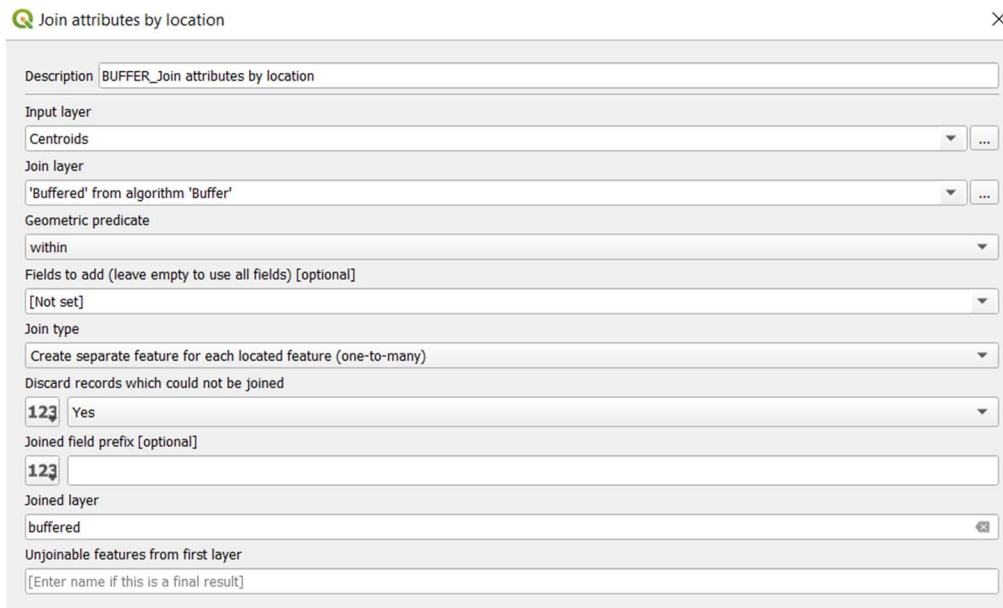 Join attributes by location
Description BUFFER_Join attributes by location
Input layer
Centroids
...
Join layer
'Buffered' from algorithm 'Buffer'
...
Geometric predicate
within
Fields to add (leave empty to use all fields) [optional]
[Not set]
Join type
Create separate feature for each located feature (one-to-many)
Discard records which could not be joined
123 Yes
Joined field prefix [optional]
123
Joined layer
buffered
Unjoinable features from first layer
[Enter name if this is a final result]